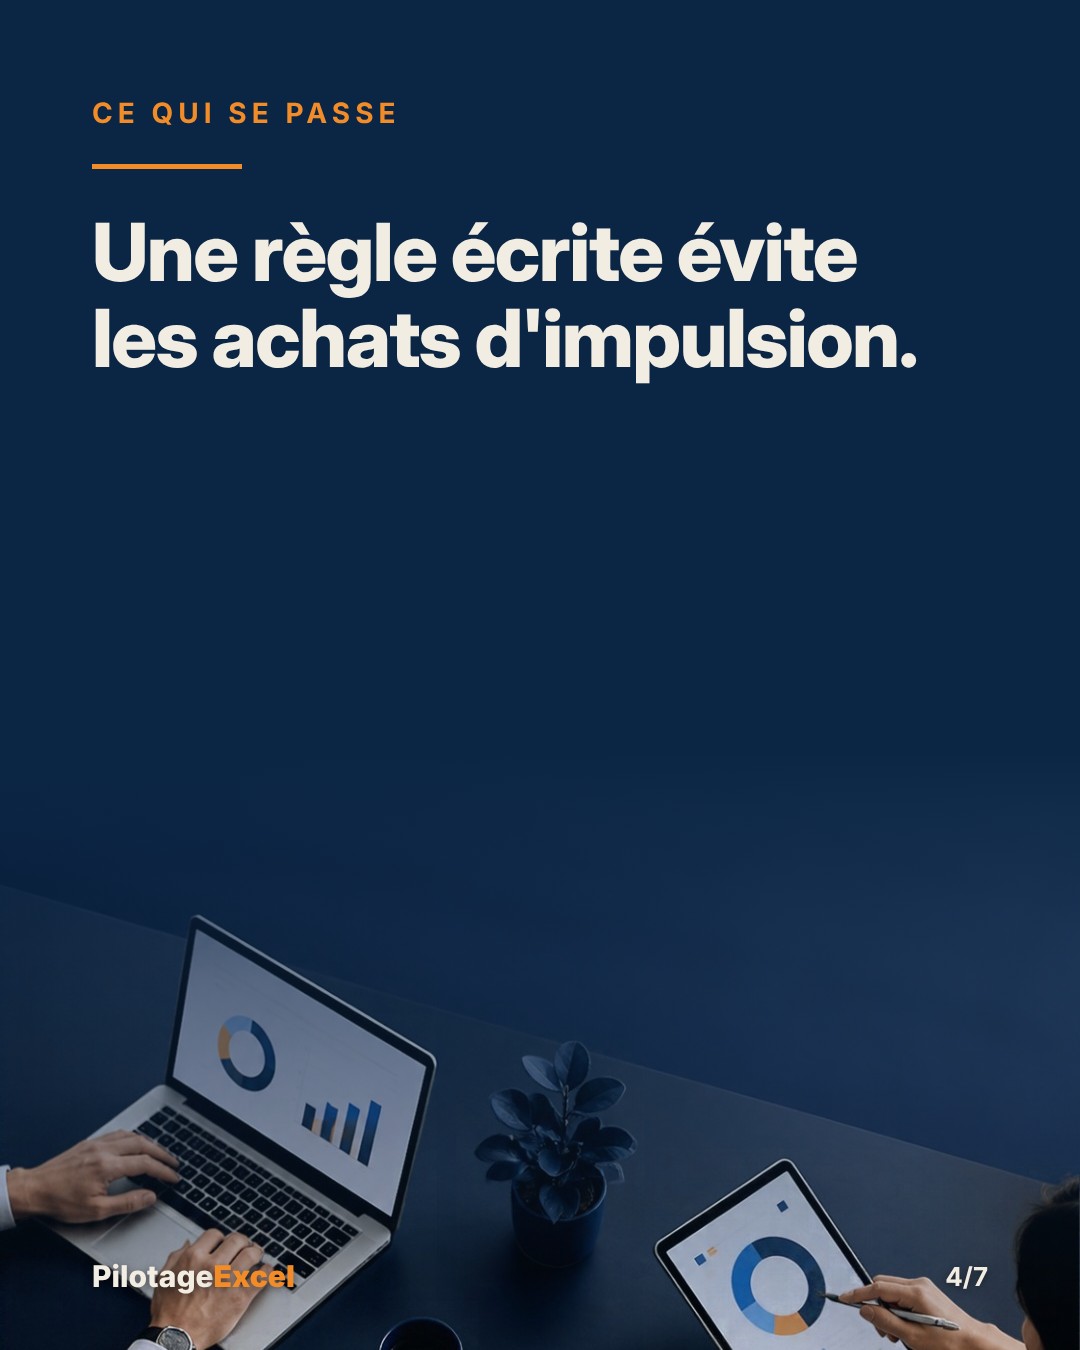 CE QUI SE PASSE
Une règle écrite évite
les achats d'impulsion.
PilotageExcel
4/7